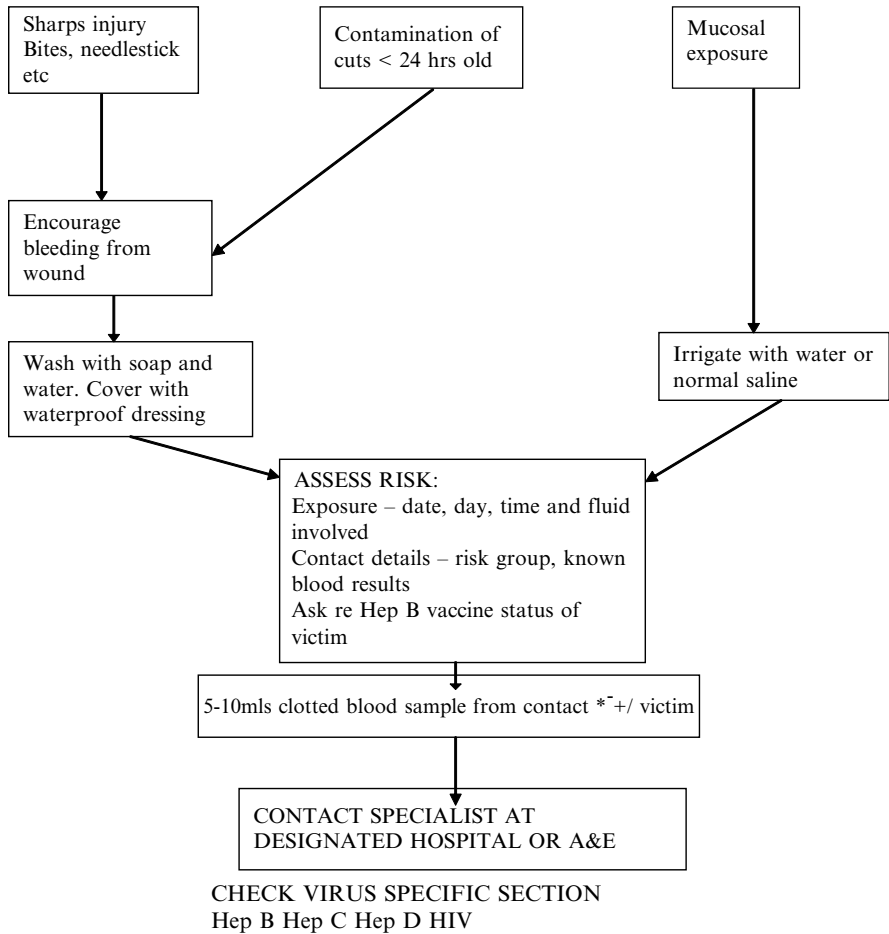 Sharps injury
Bites, needlestick
etc
Contamination of
cuts < 24 hrs old
Mucosal
exposure
Encourage
bleeding from
wound
Wash with soap and
water. Cover with
waterproof dressing
Irrigate with water or
normal saline
ASSESS RISK:
Exposure – date, day, time and fluid
involved
Contact details – risk group, known
blood results
Ask re Hep B vaccine status of
victim
5-10mls clotted blood sample from contact *-+/ victim
CONTACT SPECIALIST AT
DESIGNATED HOSPITAL OR A&E
CHECK VIRUS SPECIFIC SECTION
Hep B Hep C Hep D HIV